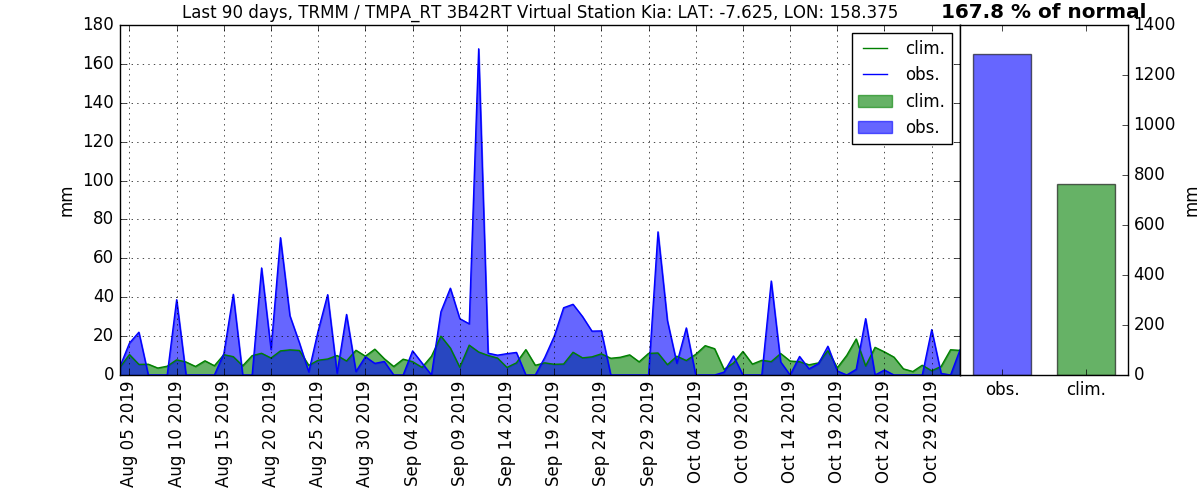 Last 90 days, TRMM / TMPA_RT 3B42RT Virtual Station Kia: LAT: -7.625, LON: 158.375
167.8 % of normal
180
160
140
120
100
80
60
40
20
0
mm
clim.
obs.
clim.
obs.
1400
1200
1000
800
600
400
200
0
mm
obs.
clim.
Aug 05 2019
Aug 10 2019
Aug 15 2019
Aug 20 2019
Aug 25 2019
Aug 30 2019
Sep 04 2019
Sep 09 2019
Sep 14 2019
Sep 19 2019
Sep 24 2019
Sep 29 2019
Oct 04 2019
Oct 09 2019
Oct 14 2019
Oct 19 2019
Oct 24 2019
Oct 29 2019